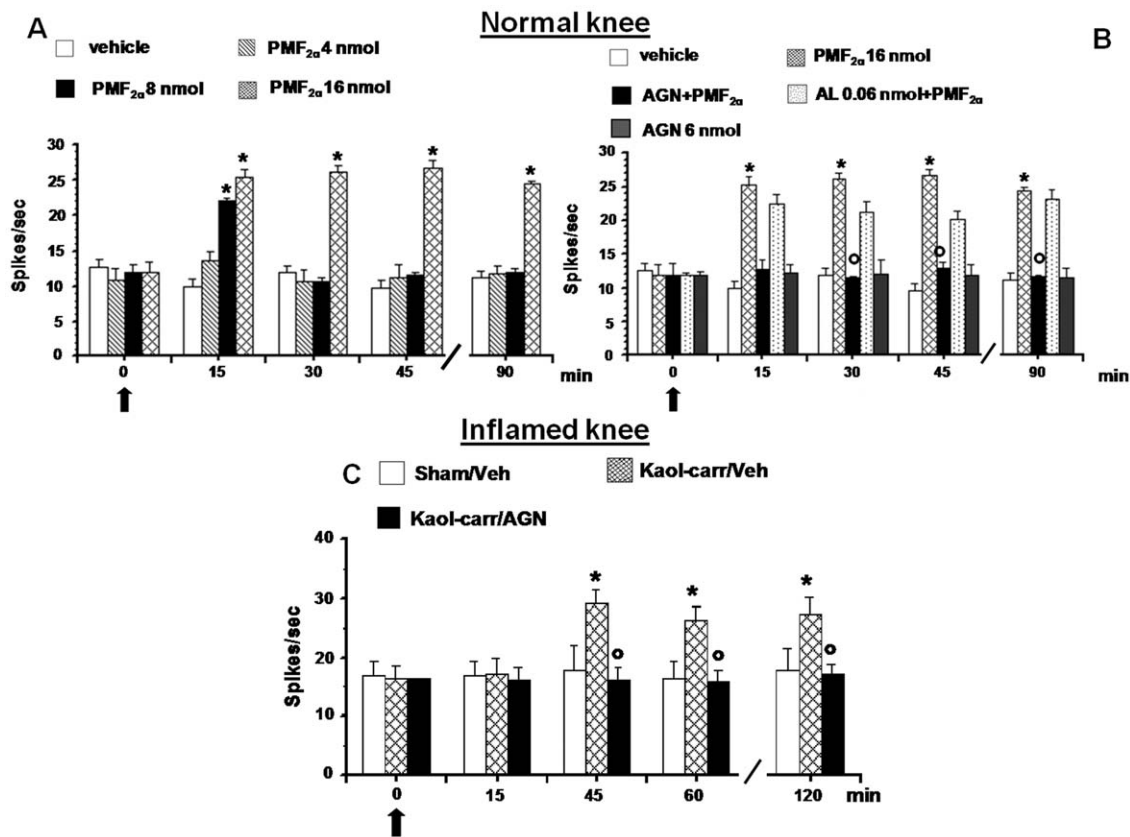 Normal knee
A
vehicle
PMF2α 4 nmol
PMF2α 8 nmol
PMF2α 16 nmol
Spikes/sec
30
25
20
15
10
5
0
* * * * *
0 15 30 45 90 min
B
vehicle
PMF2α 16 nmol
AGN+PMF2α
AL 0.06 nmol+PMF2α
AGN 6 nmol
Spikes/sec
30
25
20
15
10
5
0
* * * *
0 15 30 45 90 min
Inflamed knee
C
Sham/Veh
Kaol-carr/Veh
Kaol-carr/AGN
Spikes/sec
40
30
20
10
0
* * *
0 15 45 60 120 min